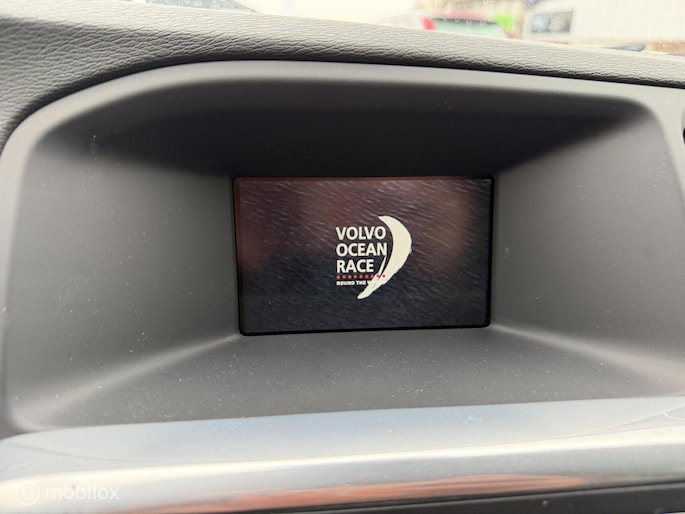 VOLVO
OCEAN
RACE
ROUND THE
mobilox